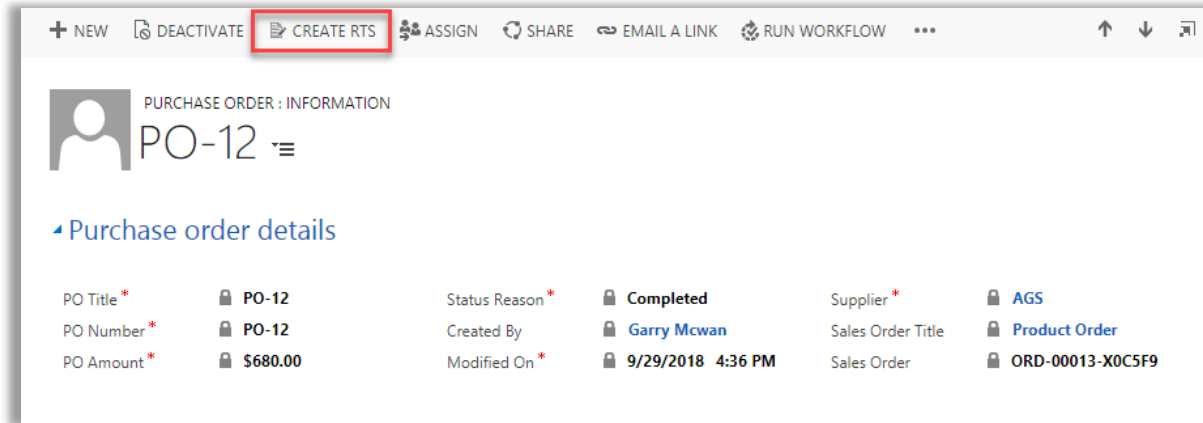 NEW DEACTIVATE CREATE RTS ASSIGN SHARE EMAIL A LINK RUN WORKFLOW •••
PURCHASE ORDER : INFORMATION
PO-12
Purchase order details
PO Title* PO-12 Status Reason* Completed Supplier* AGS
PO Number* PO-12 Created By Garry Mcwan Sales Order Title Product Order
PO Amount* $680.00 Modified On* 9/29/2018 4:36 PM Sales Order ORD-00013-X0C5F9